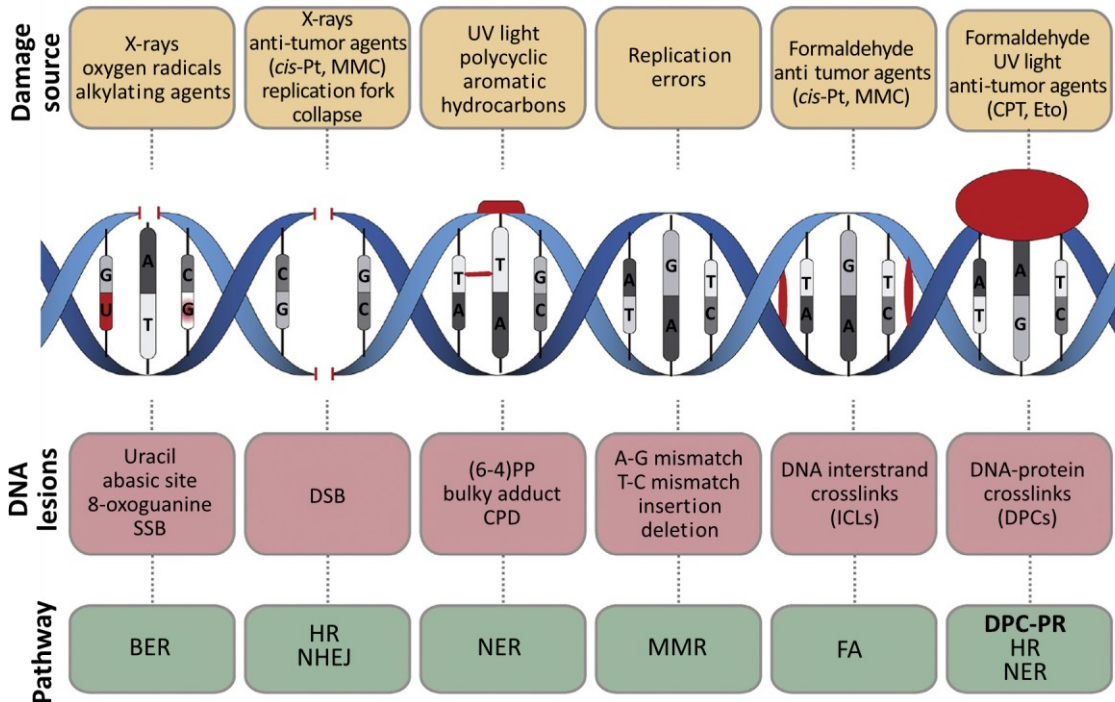 Damage
source
X-rays
oxygen radicals
alkylating agents
X-rays
anti-tumor agents
(cis-Pt, MMC)
replication fork
collapse
UV light
polycyclic
aromatic
hydrocarbons
Replication
errors
Formaldehyde
anti tumor agents
(cis-Pt, MMC)
Formaldehyde
UV light
anti-tumor agents
(CPT, Eto)
G
U
A
T
C
G
C
G
G
C
T
A
T
A
G
C
A
T
G
A
T
C
T
A
G
A
T
C
A
T
A
G
T
C
DNA
lesions
Uracil
abasic site
8-oxoguanine
SSB
DSB
(6-4)PP
bulky adduct
CPD
A-G mismatch
T-C mismatch
insertion
deletion
DNA interstrand
crosslinks
(ICLs)
DNA-protein
crosslinks
(DPCs)
Pathway
BER
HR
NHEJ
NER
MMR
FA
DPC-PR
HR
NER